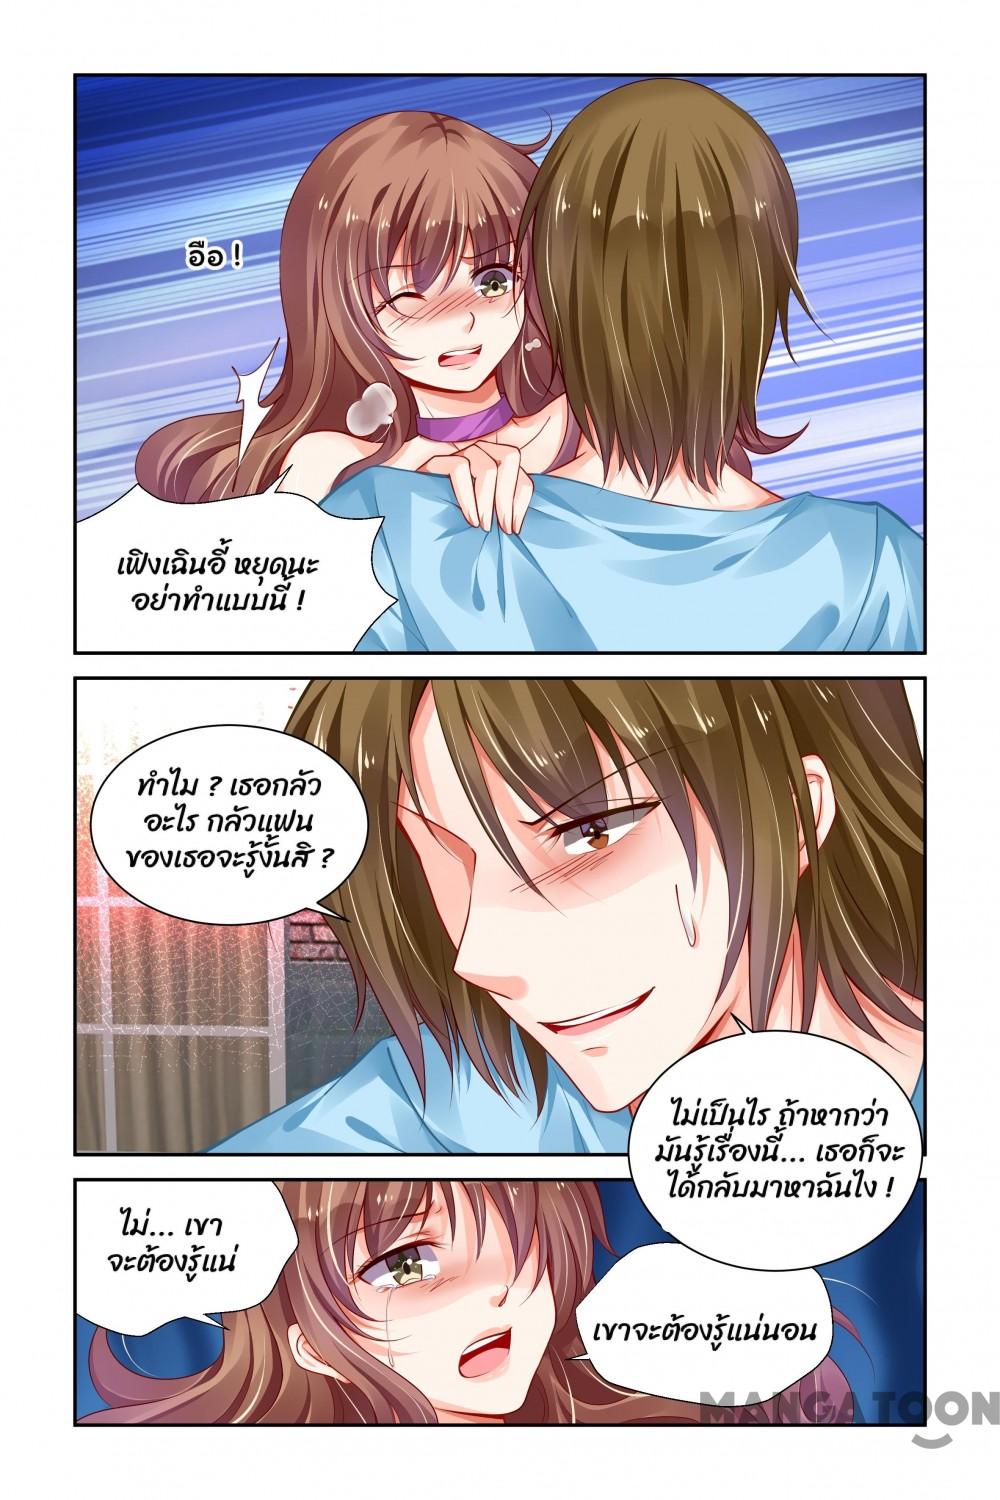 อือ !
เฟิงเฉินอี้ หยุดนะ
อย่าทำแบบนี้ !
ทำไม ? เธอกลัว
อะไร กลัวแฟน
ของเธอจะรู้งั้นสิ ?
ไม่เป็นไร ถ้าหากว่า
มันรู้เรื่องนี้... เธอก็จะ
ได้กลับมาหาฉันไง !
ไม่... เขา
จะต้องรู้แน่
เขาจะต้องรู้แน่นอน
MANGATOON